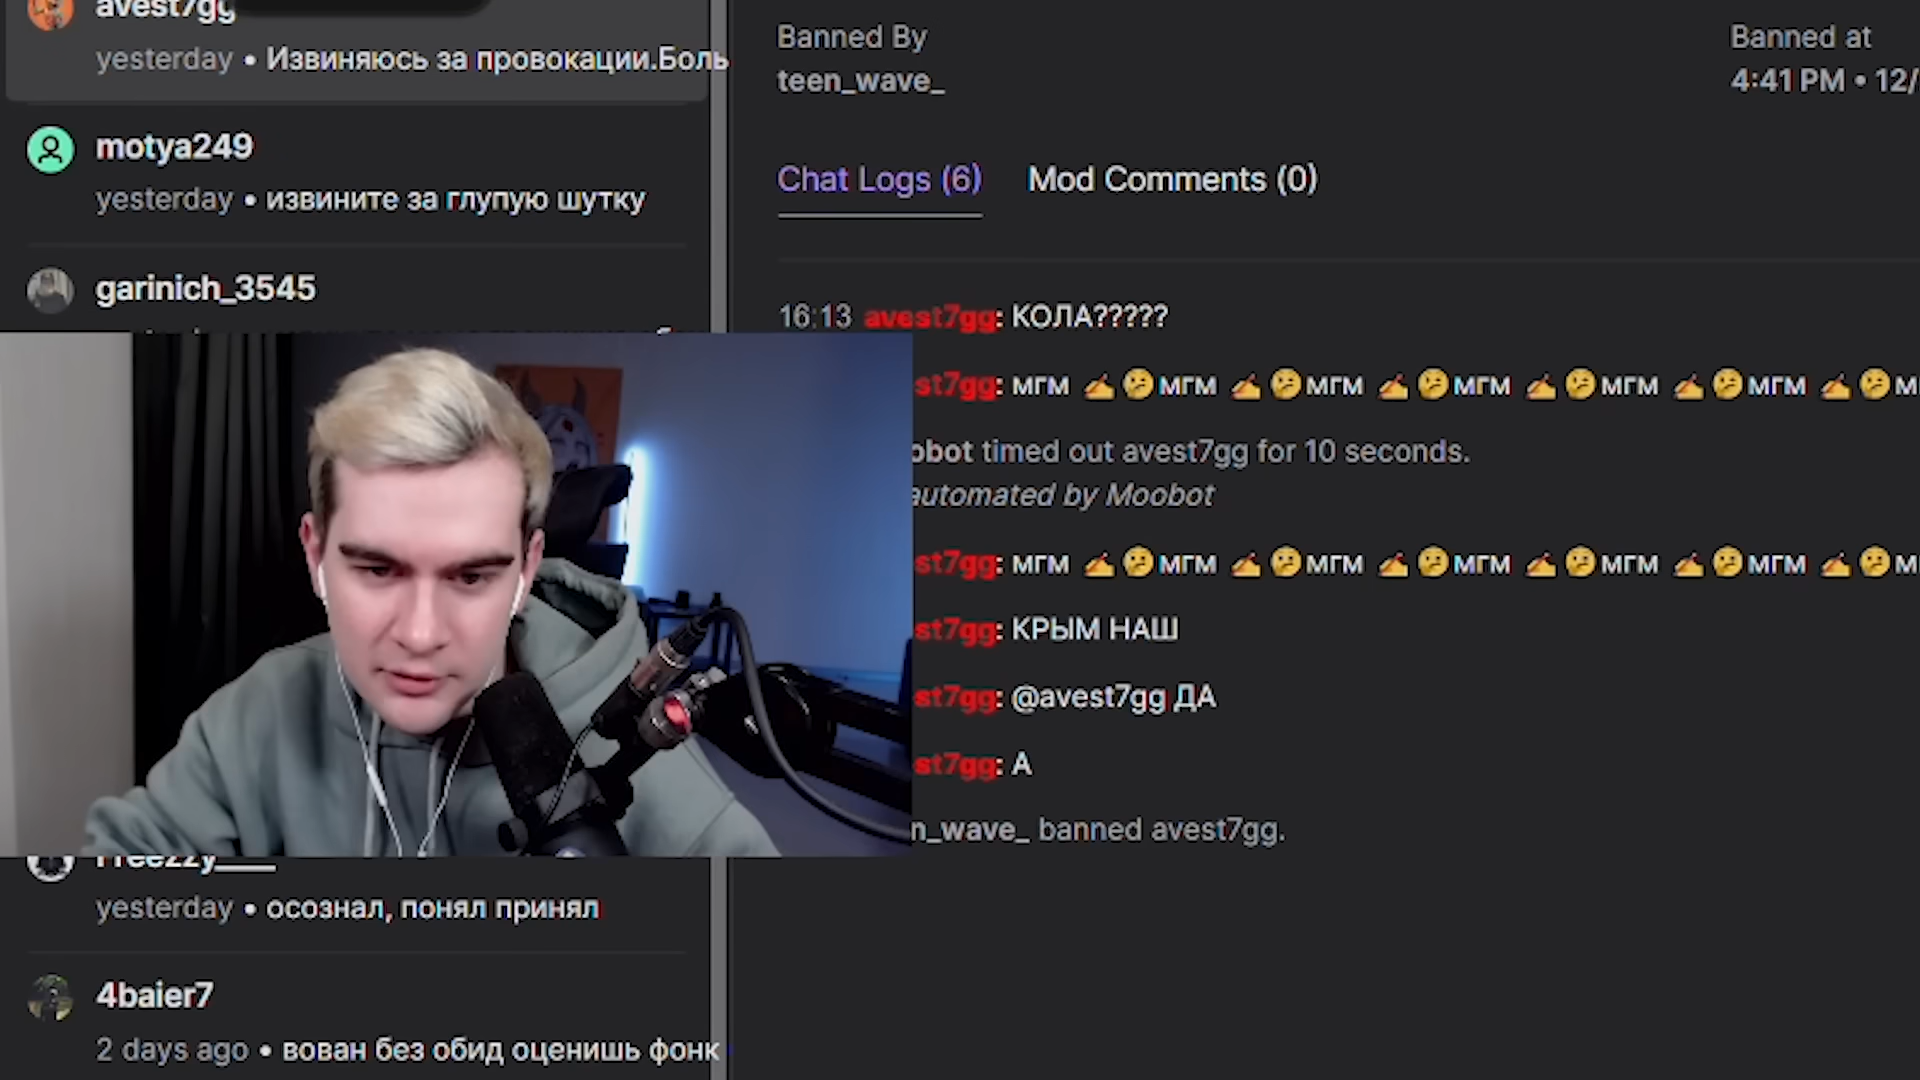 avest7gg
yesterday • Извиняюсь за провокации.Боль
motya249
yesterday • извините за глупую шутку
garinich_3545
Freezzy____
yesterday • осознал, понял принял
4baier7
2 days ago • вован без обид оценишь фонк
Banned By
teen_wave_
Banned at
4:41 PM • 12/
Chat Logs (6)
Mod Comments (0)
16:13 avest7gg: КОЛА?????
st7gg: мгм ✍🤔мгм ✍🤔мгм ✍🤔мгм ✍🤔мгм ✍🤔мгм ✍🤔м
obot timed out avest7gg for 10 seconds.
automated by Moobot
st7gg: мгм ✍🤔мгм ✍🤔мгм ✍🤔мгм ✍🤔мгм ✍🤔мгм ✍🤔м
st7gg: КРЫМ НАШ
st7gg: @avest7gg ДА
st7gg: А
n_wave_ banned avest7gg.